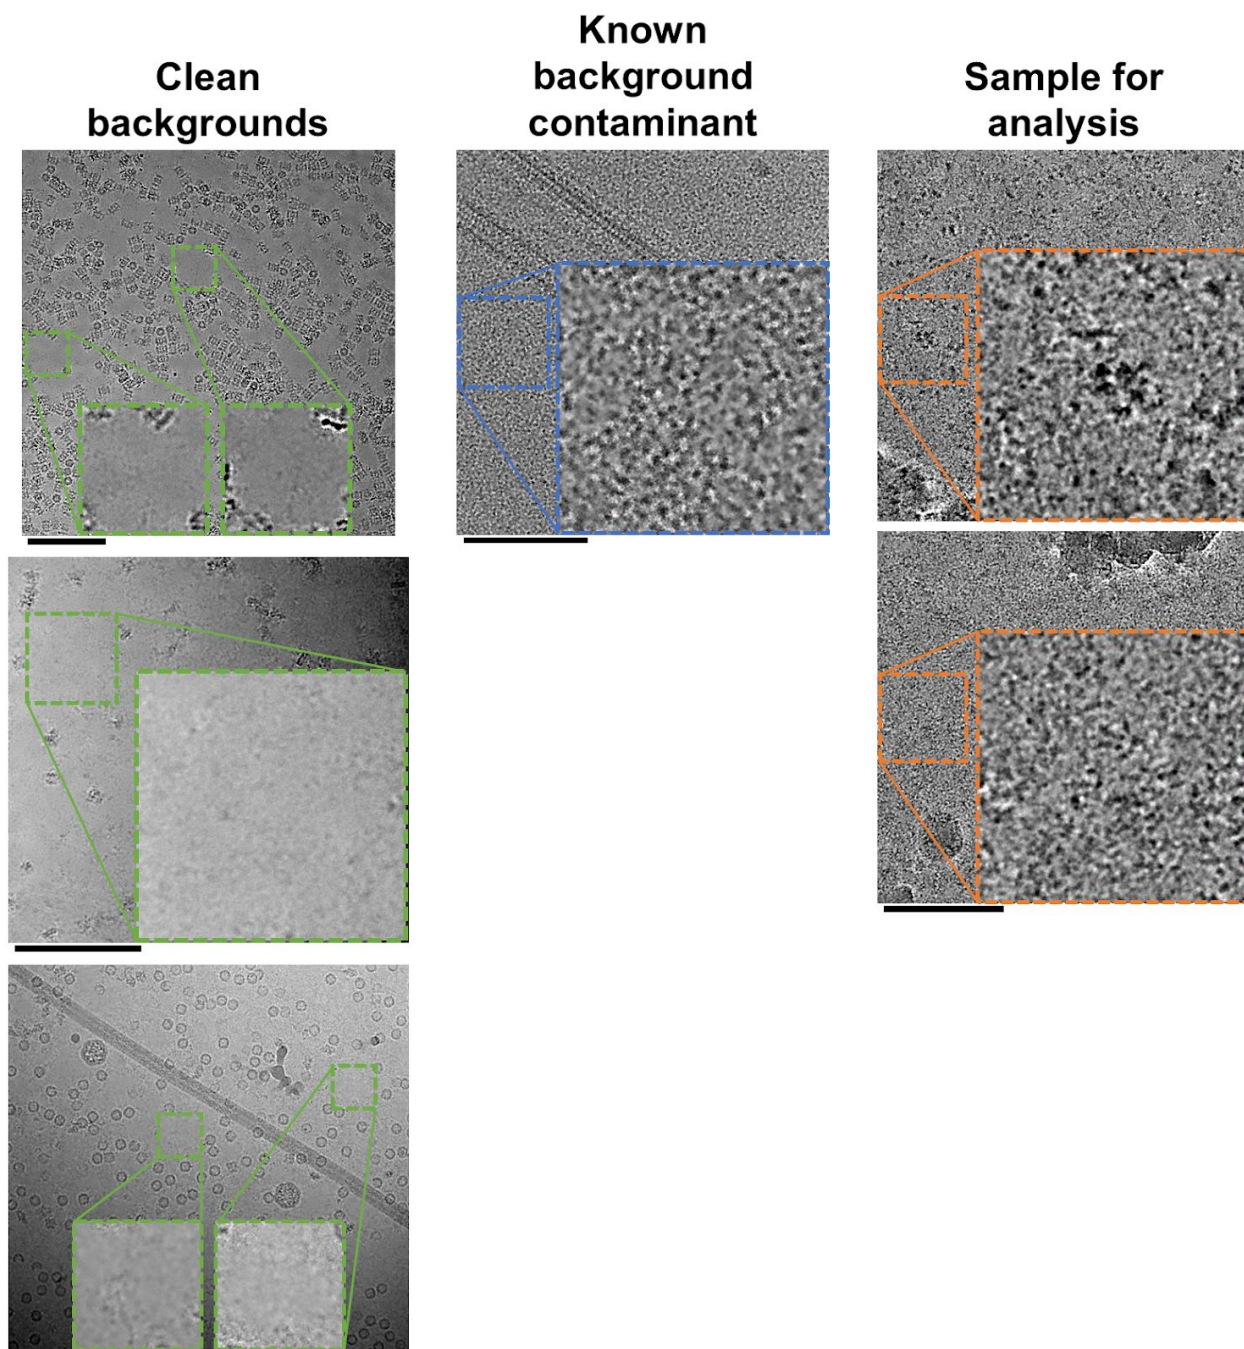 Clean
backgrounds
Known
background
contaminant
Sample for
analysis